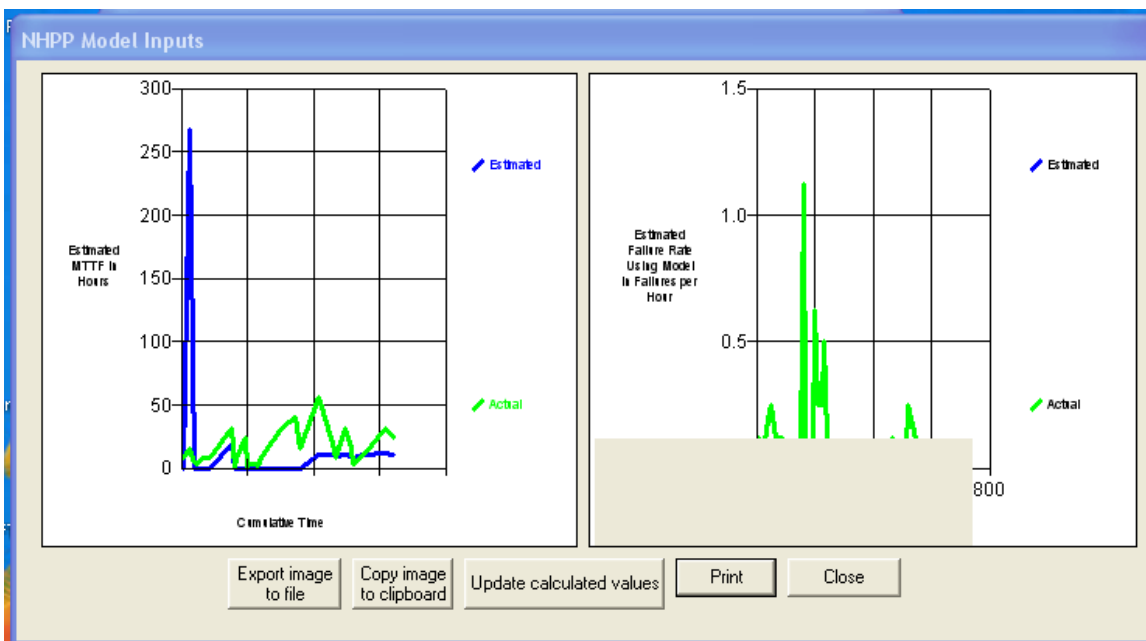 NHPP Model Inputs
300
250
200
150
100
50
0
Estimated
MTTF In
Hours
Cumulative Time
Estimated
Actual
1.5
1.0
0.5
Estimated
Failure Rate
Using Model
In Failures per
Hour
800
Estimated
Actual
Export image
to file
Copy image
to clipboard
Update calculated values
Print
Close